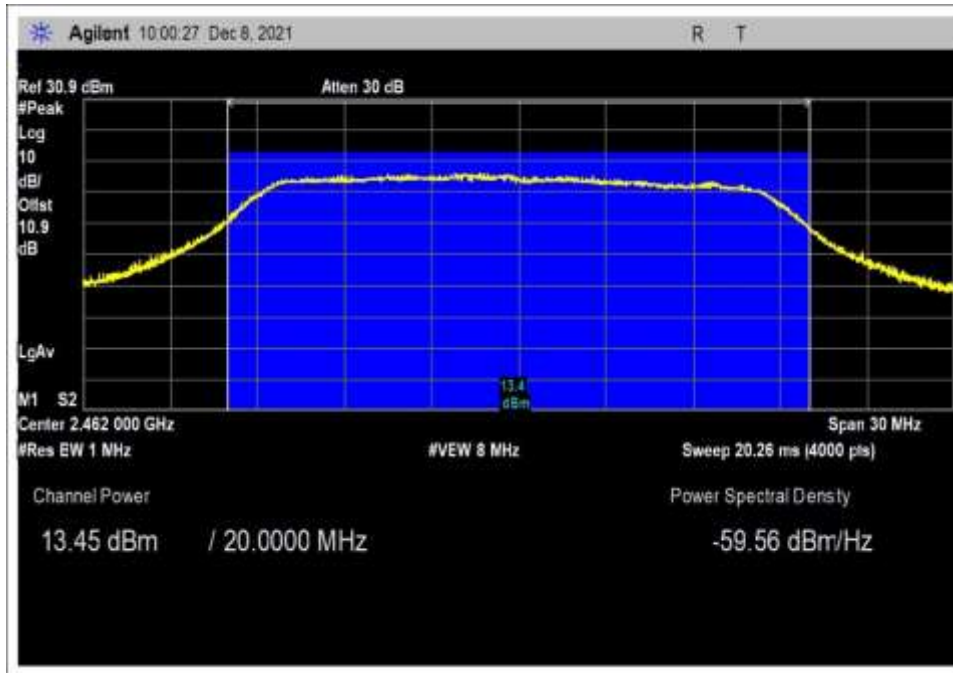 Agilent 10:00:27 Dec 8, 2021 R T
Ref 30.9 dBm Atten 30 dB
#Peak
Log
10
dB/
Offst
10.9
dB
LgAv
M1 S2
13.4
dBm
Center 2.462 000 GHz Span 30 MHz
#Res BW 1 MHz #VBW 8 MHz Sweep 20.26 ms (4000 pts)
Channel Power Power Spectral Density
13.45 dBm / 20.0000 MHz -59.56 dBm/Hz